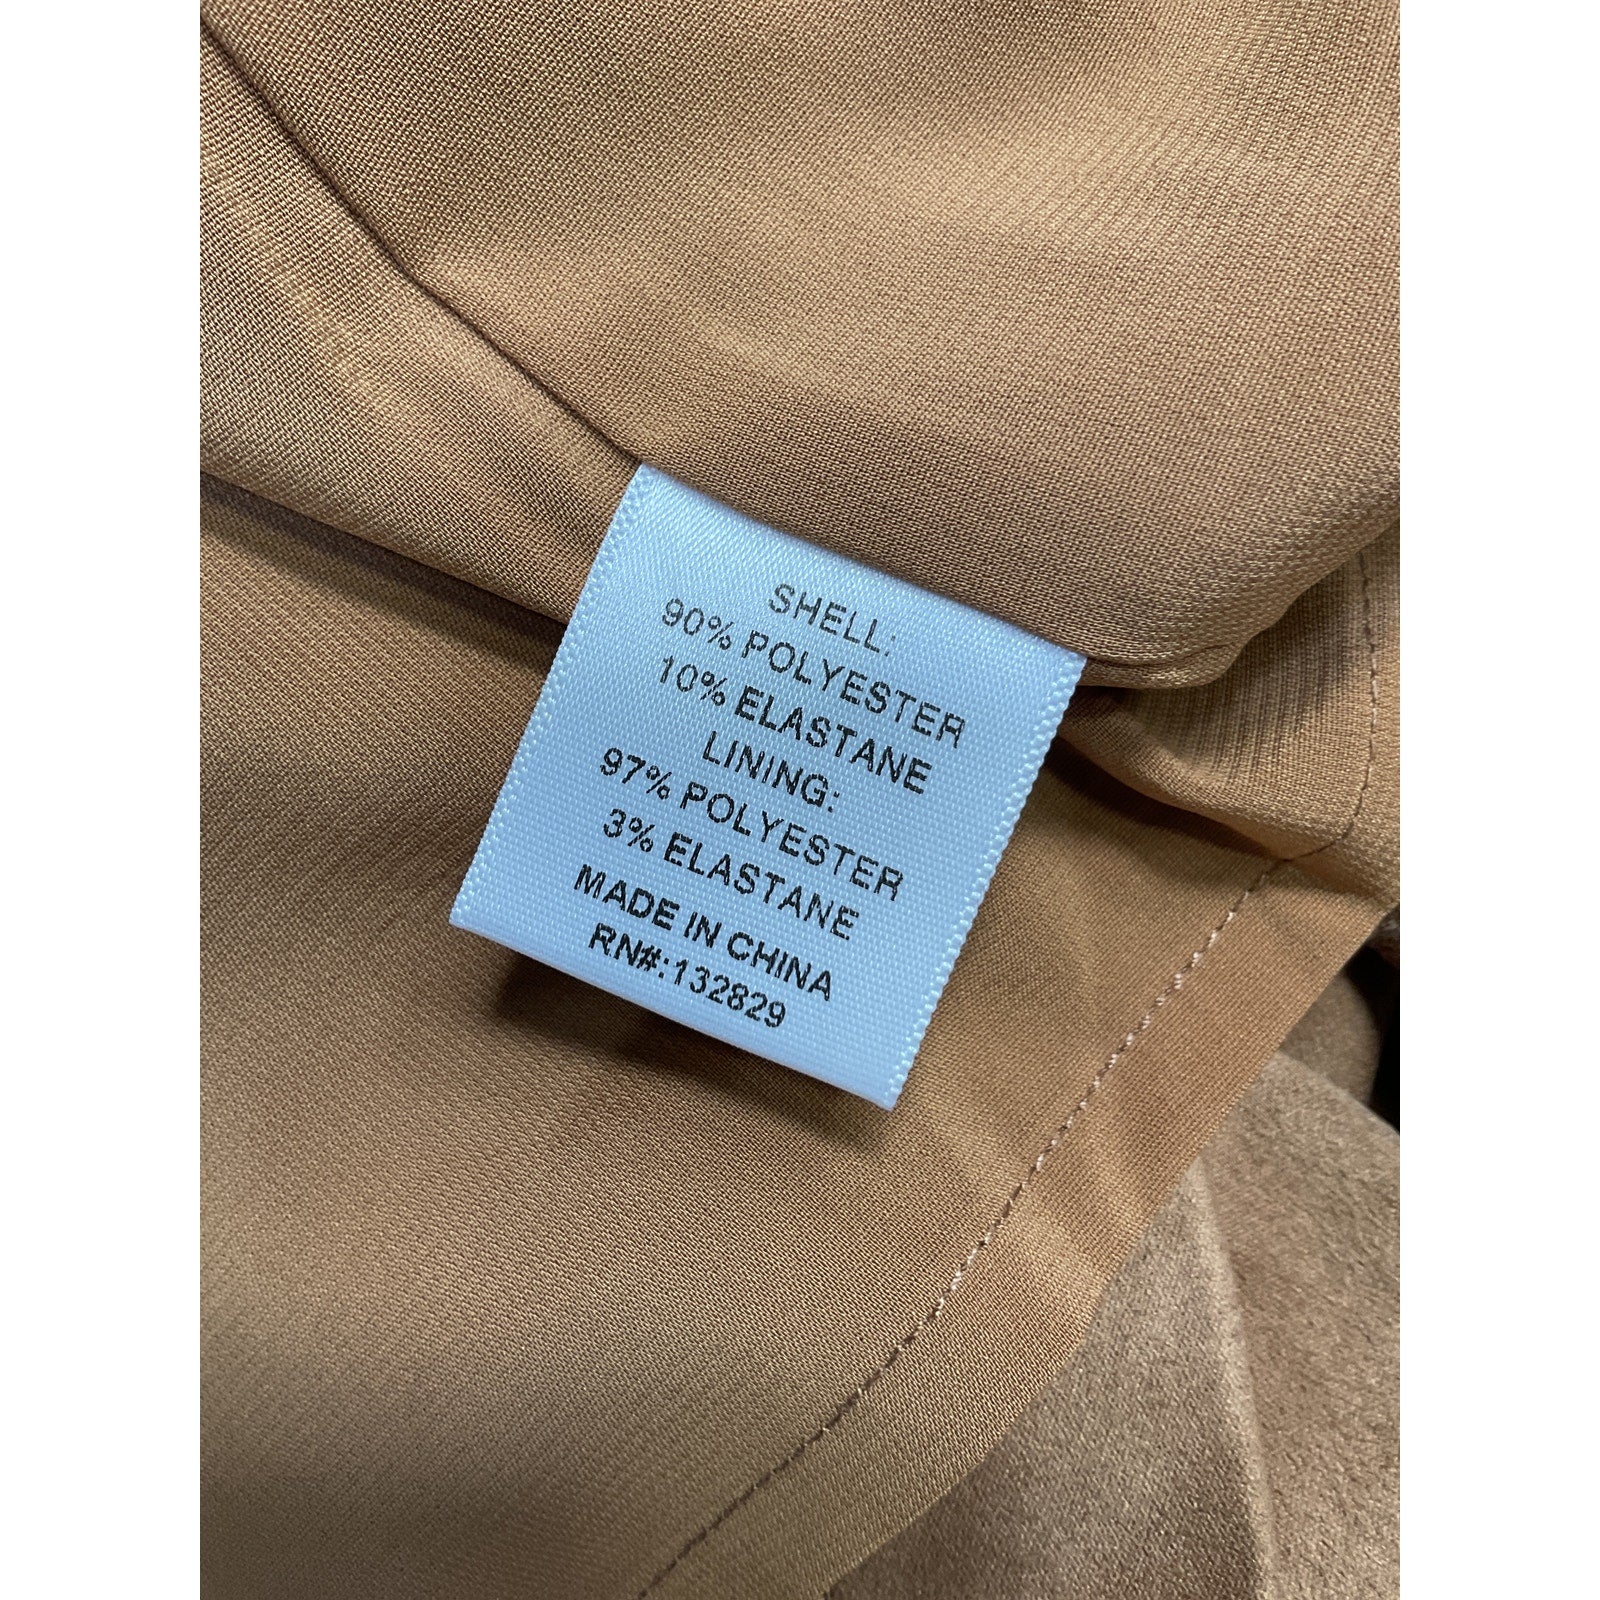 SHELL:
90% POLYESTER
10% ELASTANE
LINING:
97% POLYESTER
3% ELASTANE
MADE IN CHINA
RN#:132829